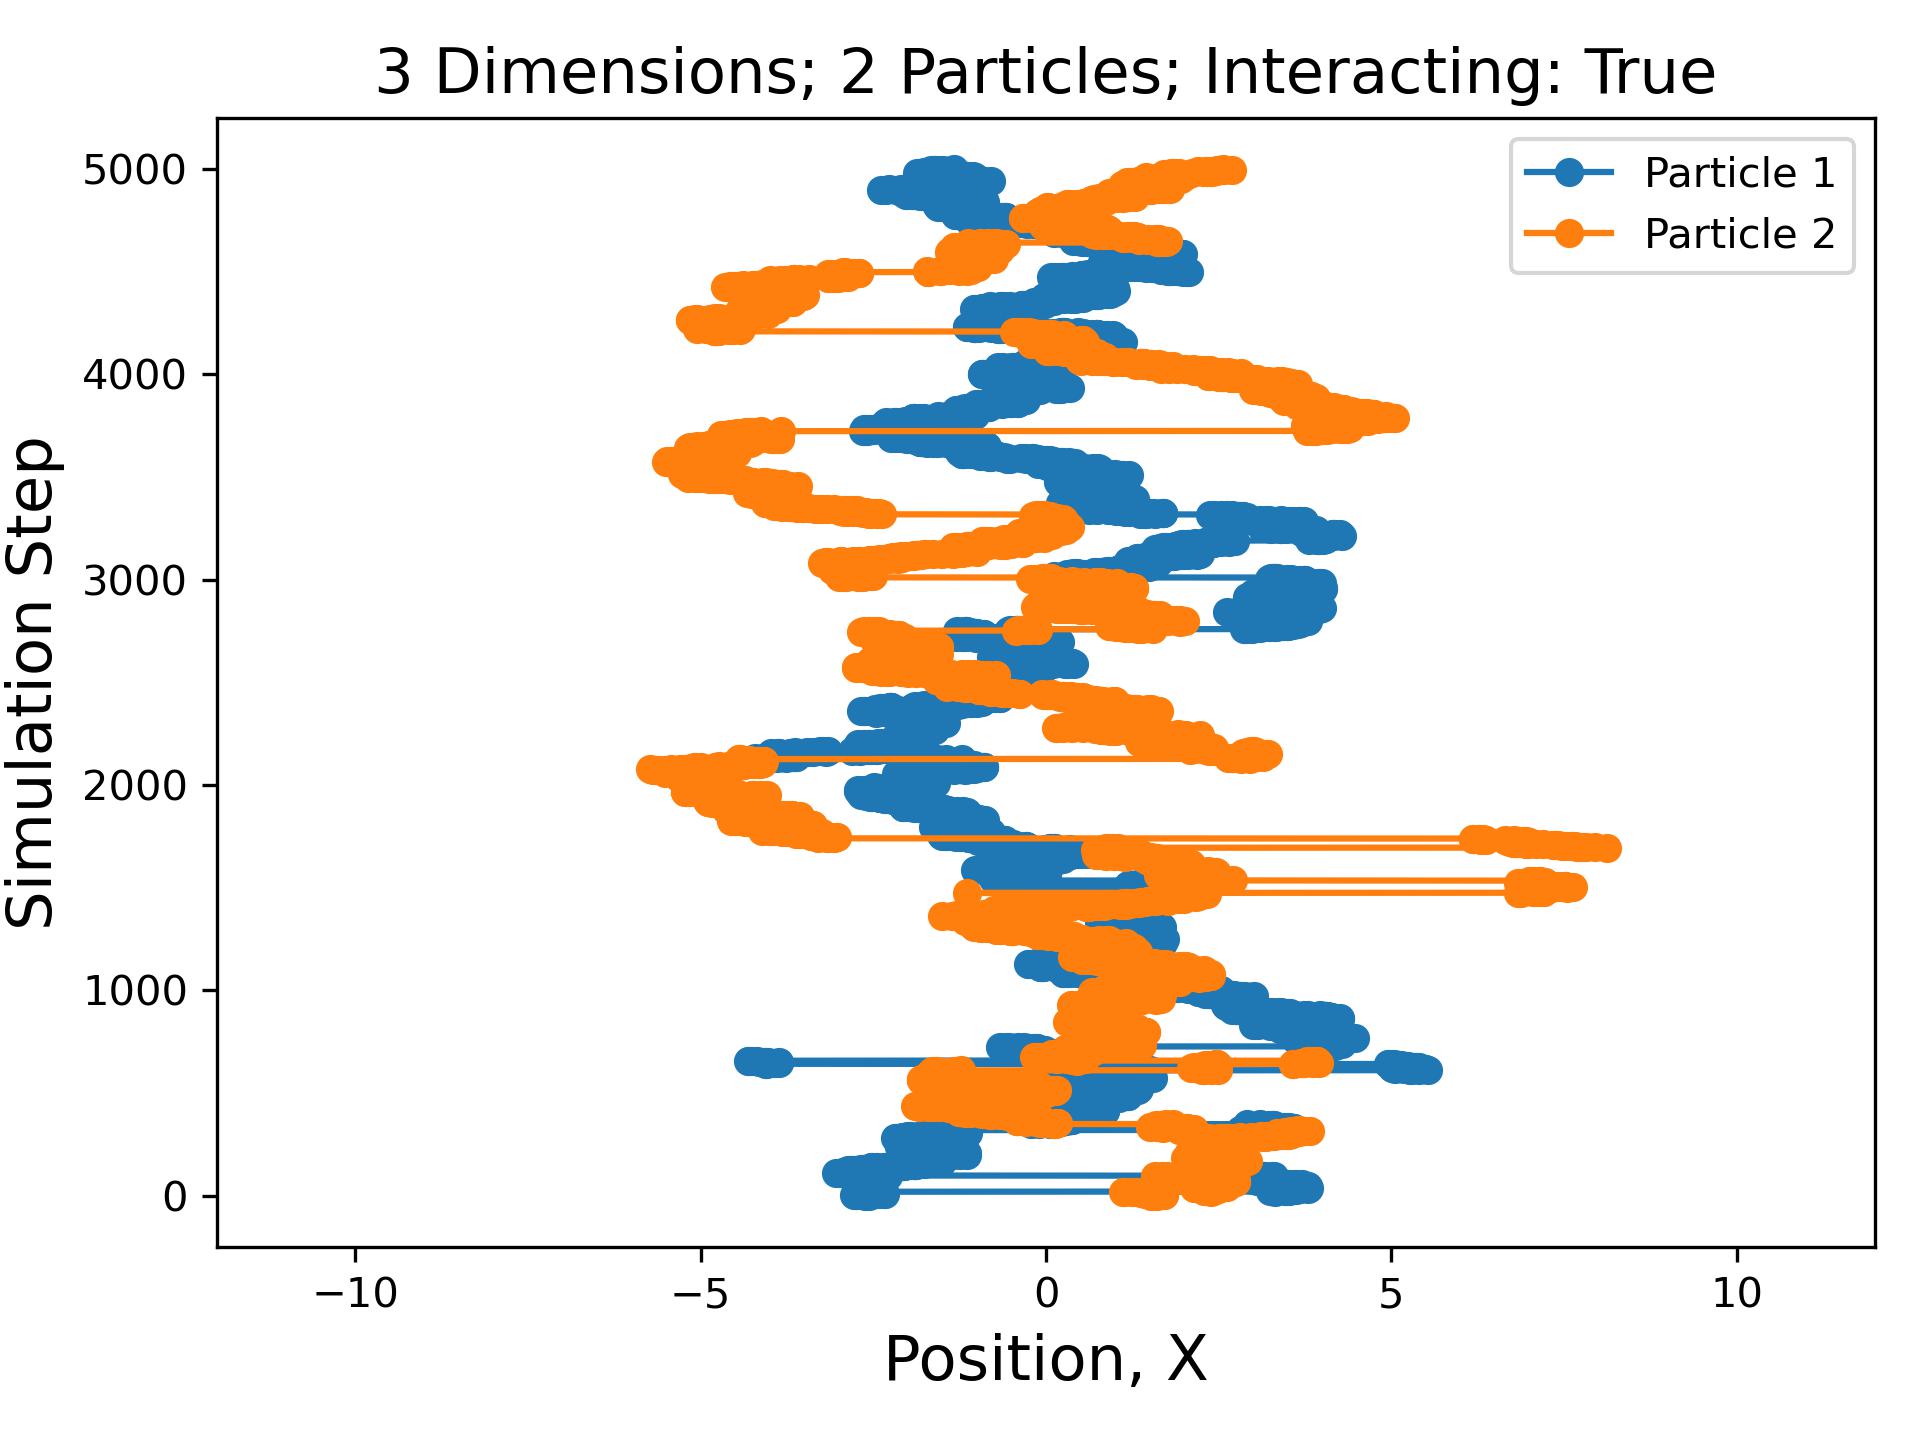 3 Dimensions; 2 Particles; Interacting: True
Particle 1
Particle 2
5000
4000
3000
2000
1000
0
Simulation Step
−10
−5
0
5
10
Position, X